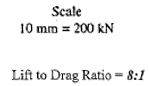 Scale
10 mm = 200 kN
Lift to Drag Ratio = 8:1